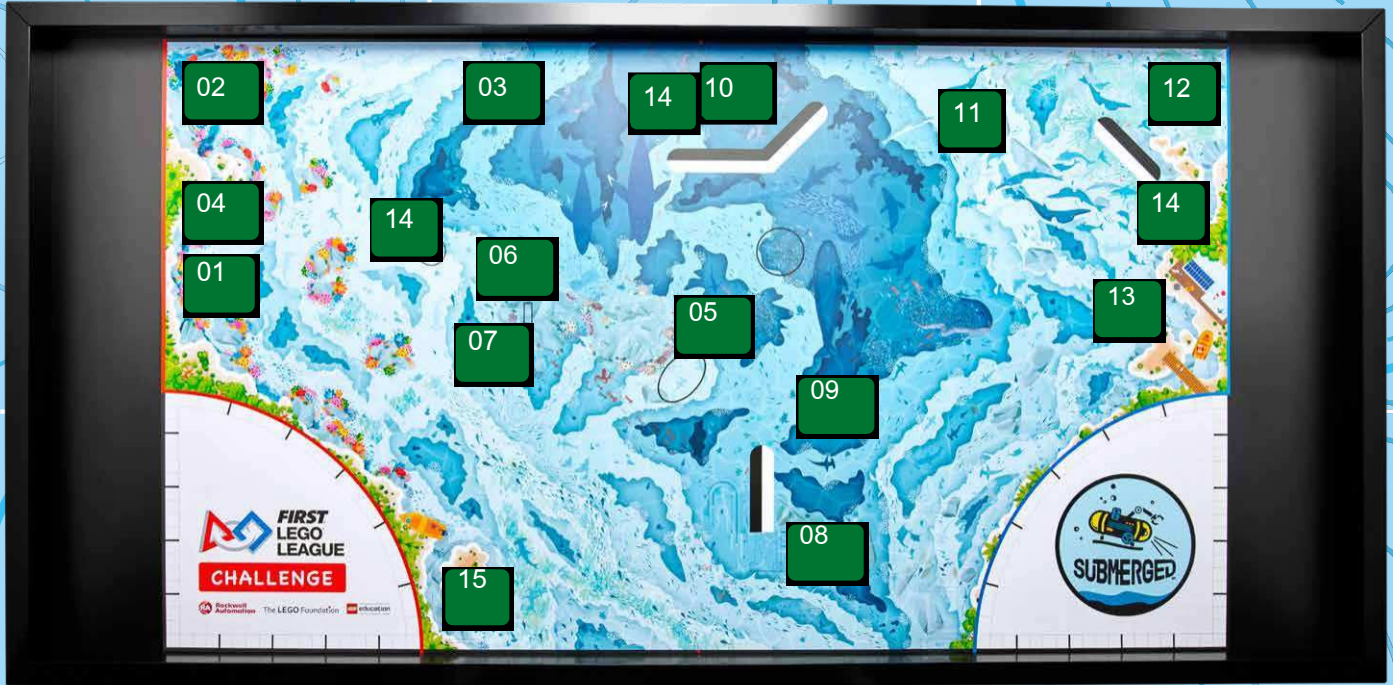 02
03
14
10
11
12
04
14
14
06
01
05
13
07
09
08
15
FIRST
LEGO
LEAGUE
CHALLENGE
Rockwell
Automation
The LEGO Foundation
education
SUBMERGED